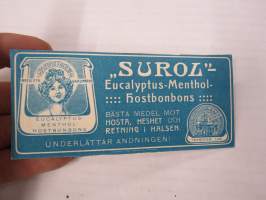 „SUROL"-
Eucalyptus-Menthol-
:::: Hostbonbons ::::
BÄSTA MEDEL MOT
HOSTA, HESHET OCH
RETNING I HALSEN.
UNDERLÄTTAR ANDNINGEN!
EUCALYPTUS
MENTHOL
HOSTBONBONS